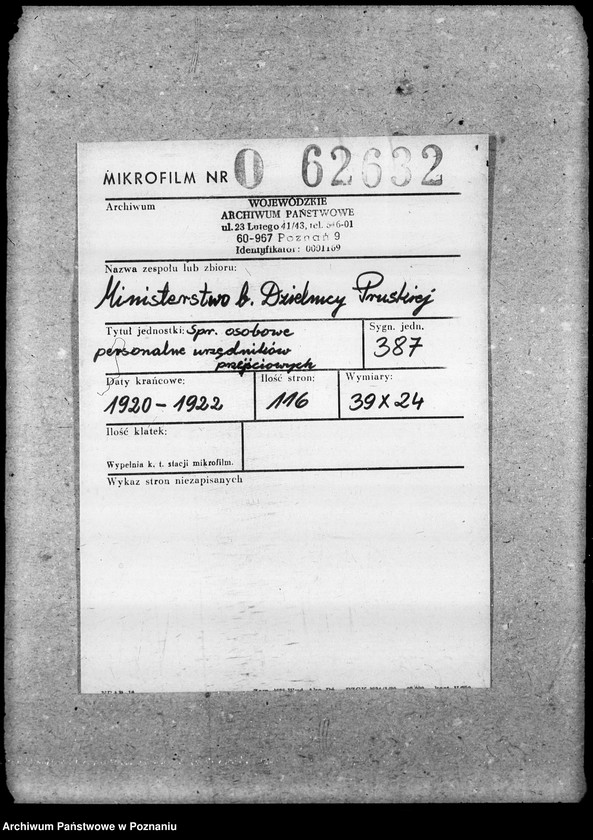 MIKROFILM NR O 62632
Archiwum
WOJEWÓDZKIE
ARCHIWUM PAŃSTWOWE
ul. 23 Lutego 41/43, tel.
60-967 Poznań 9
Identyfikator:
Nazwa zespołu lub zbioru:
Ministerstwo b. Dzielnicy Pruskiej
Tytuł jednostki: Spr. osobowe
personalne urzędników
przejściowych
Sygn. jedn.
387
Daty krańcowe:
1920-1922
Ilość stron:
116
Wymiary:
39 X 24
Ilość klatek:
Wypełnia k. t. stacji mikrofilm.
Wykaz stron niezapisanych
Archiwum Państwowe w Poznaniu